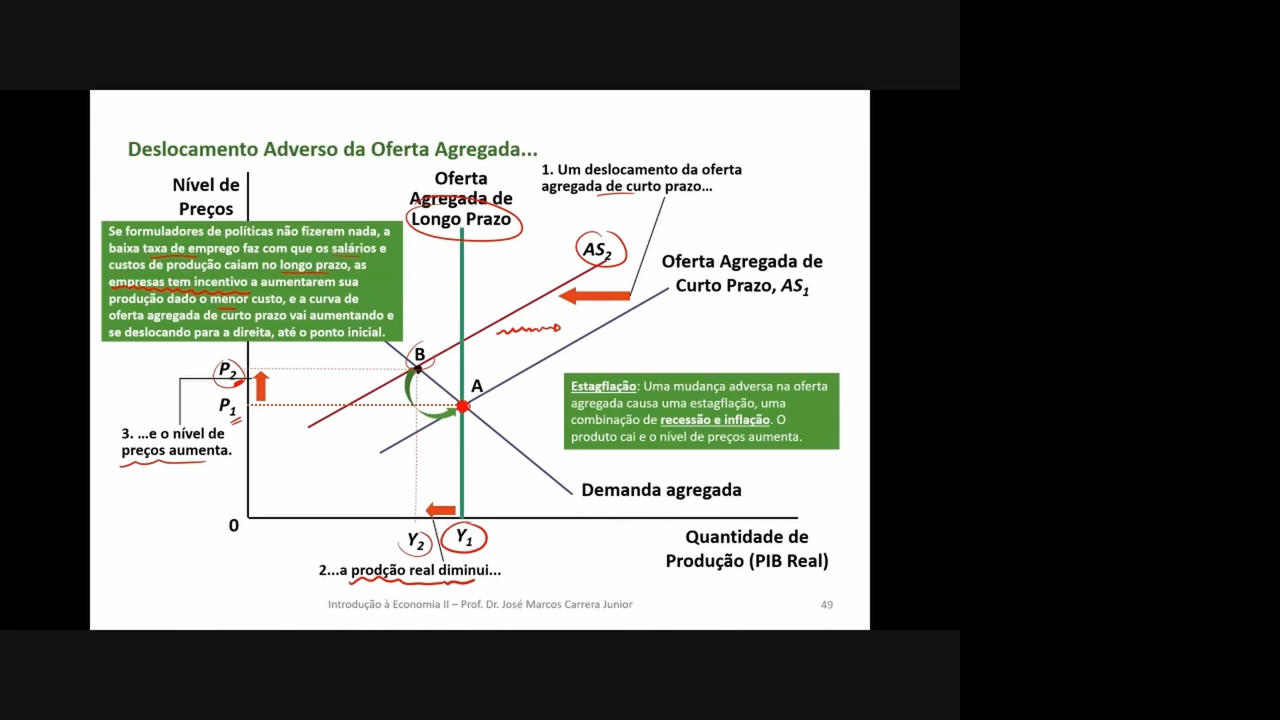 Deslocamento Adverso da Oferta Agregada...
Nível de
Preços
Oferta
Agregada de
Longo Prazo
1. Um deslocamento da oferta
agregada de curto prazo...
Se formuladores de políticas não fizerem nada, a
baixa taxa de emprego faz com que os salários e
custos de produção caiam no longo prazo, as
empresas tem incentivo a aumentarem sua
produção dado o menor custo, e a curva de
oferta agregada de curto prazo vai aumentando e
se deslocando para a direita, até o ponto inicial.
AS2
Oferta Agregada de
Curto Prazo, AS1
B
P2
A
P1
Estagflação: Uma mudança adversa na oferta
agregada causa uma estagflação, uma
combinação de recessão e inflação. O
produto cai e o nível de preços aumenta.
3. ...e o nível de
preços aumenta.
Demanda agregada
0
Y2
Y1
Quantidade de
Produção (PIB Real)
2...a prodção real diminui...
Introdução à Economia II – Prof. Dr. José Marcos Carrera Junior
49